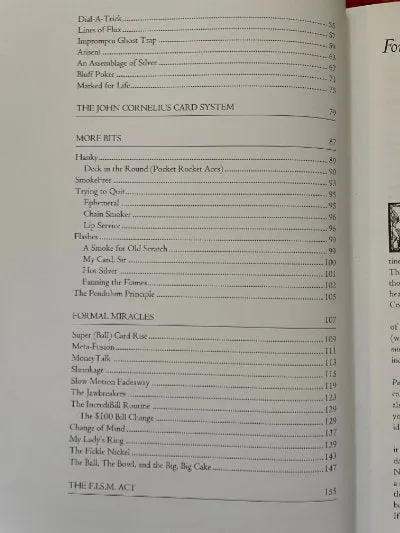 Dial-A-Trick 55
Lines of Flux 57
Impromptu Ghost Trap 59
Arisen! 63
An Assemblage of Silver 67
Bluff Poker 71
Marked for Life 75
THE JOHN CORNELIUS CARD SYSTEM 79
MORE BITS 87
Hanky 89
Deck in the Round (Pocket Rocket Aces) 90
SmokeFree 93
Trying to Quit 95
Ephemeral 95
Chain Smoker 96
Lip Service 96
Flashes 99
A Smoke for Old Scratch 99
My Card, Sir 100
Hot Silver 101
Fanning the Flames 102
The Pendulum Principle 105
FORMAL MIRACLES 107
Super (Ball) Card Rise 109
Meta-Fusion 111
MoneyTalk 113
Shrinkage 115
Slow Motion Fadeaway 119
The Jawbreakers 123
The IncrediBill Routine 129
The $100 Bill Change 129
Change of Mind 137
My Lady's Ring 139
The Fickle Nickel 143
The Ball, The Bowl, and the Big, Big Cake 147
THE F.I.S.M. ACT 155